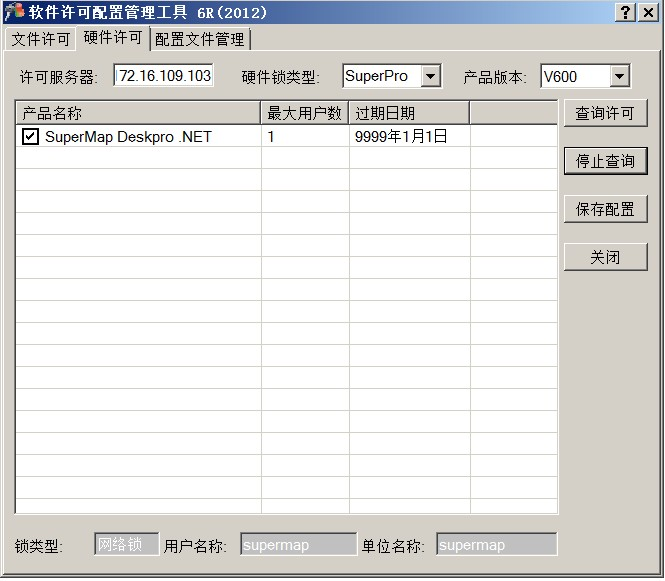 软件许可配置管理工具 6R(2012)
文件许可 硬件许可 配置文件管理
许可服务器: 72.16.109.103 硬件锁类型: SuperPro 产品版本: V600
产品名称 最大用户数 过期日期 查询许可
SuperMap Deskpro .NET 1 9999年1月1日
停止查询
保存配置
关闭
锁类型: 网络锁 用户名称: supermap 单位名称: supermap